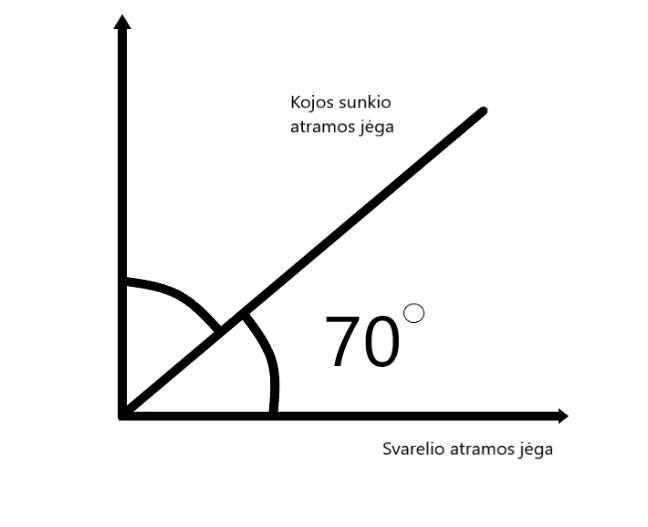 Kojos sunkio
atramos jėga
70°
Svarelio atramos jėga